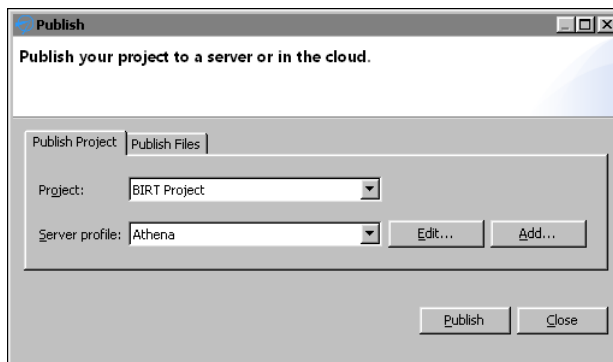 Publish
Publish your project to a server or in the cloud.
Publish Project Publish Files
Project: BIRT Project
Server profile: Athena Edit... Add...
Publish Close